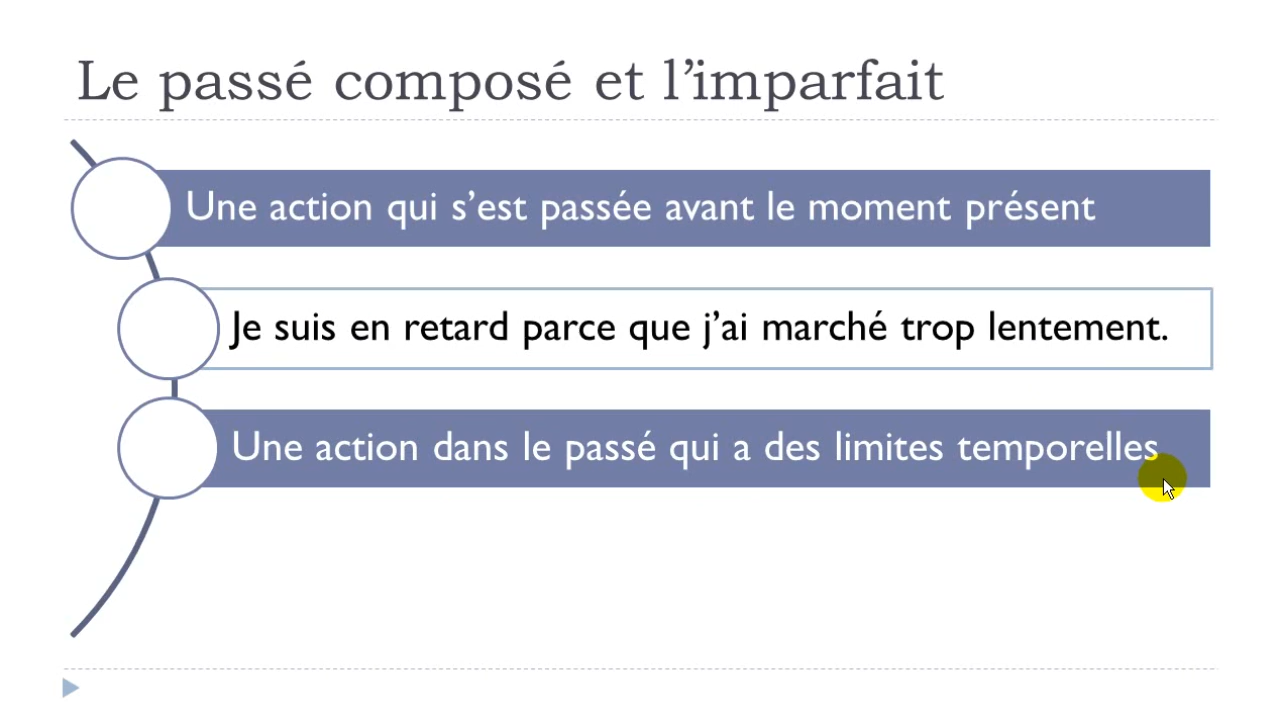 Le passé composé et l’imparfait
Une action qui s’est passée avant le moment présent
Je suis en retard parce que j’ai marché trop lentement.
Une action dans le passé qui a des limites temporelles